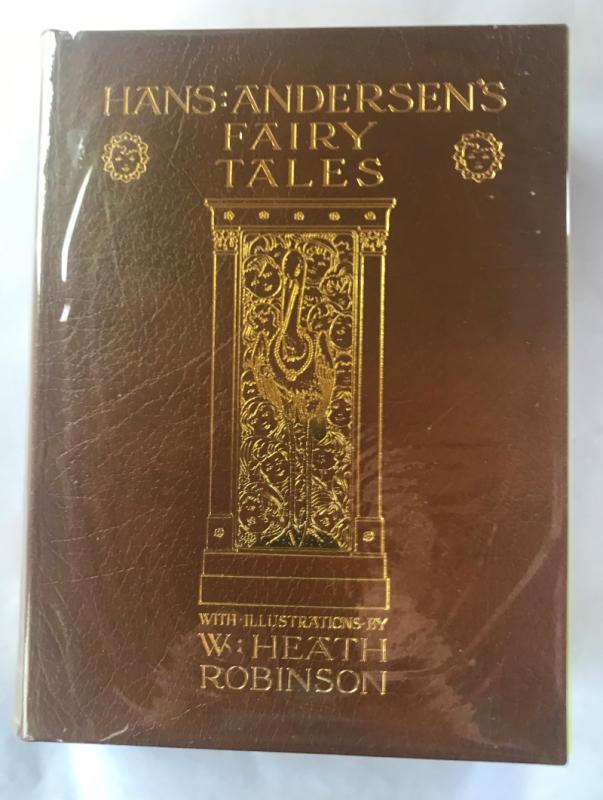 HANS:ANDERSEN'S
FAIRY
TALES
WITH·ILLUSTRATIONS·BY
W:HEATH
ROBINSON